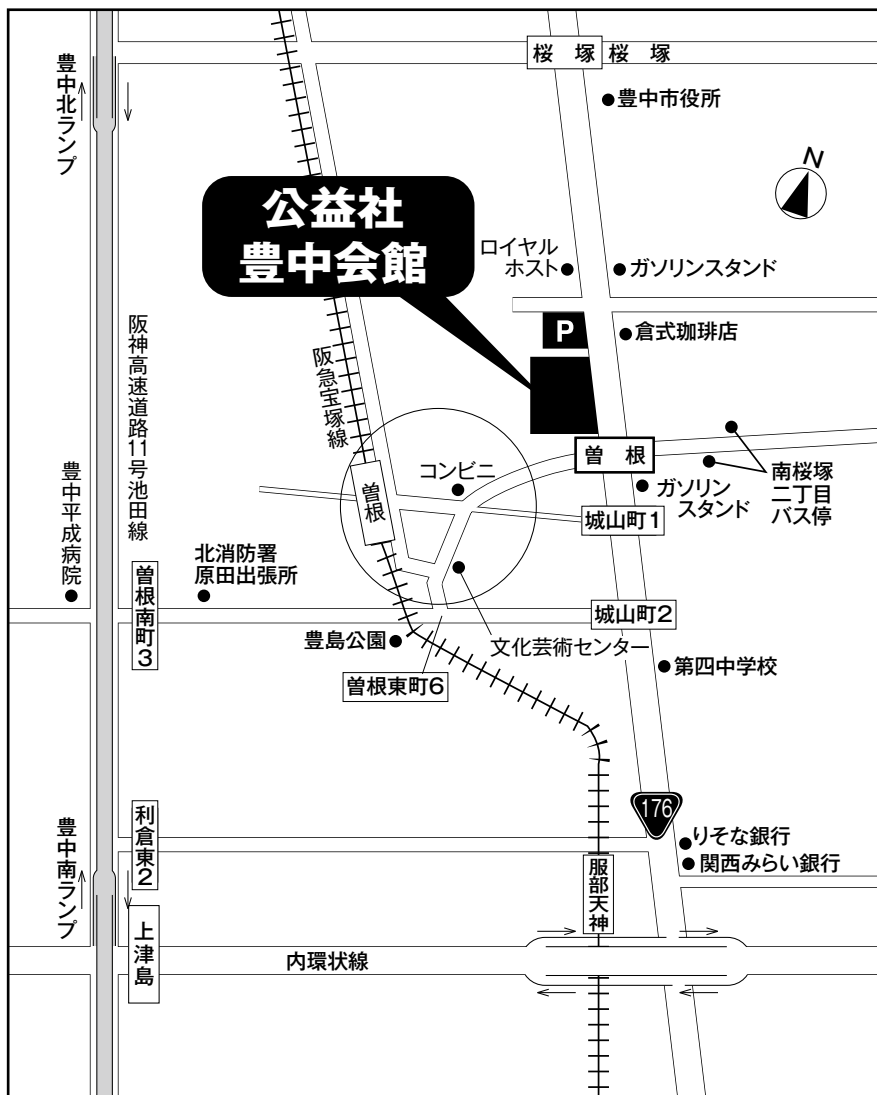 桜塚
桜塚
豊中北ランプ
豊中市役所
N
公益社
豊中会館
ロイヤル
ホスト
ガソリンスタンド
P
倉式珈琲店
阪神高速道路11号池田線
阪急宝塚線
曽根
コンビニ
曽根
南桜塚
二丁目
バス停
ガソリン
スタンド
城山町1
豊中平成病院
北消防署
原田出張所
曽根南町3
城山町2
豊島公園
文化芸術センター
第四中学校
曽根東町6
176
利倉東2
りそな銀行
関西みらい銀行
豊中南ランプ
服部天神
上津島
内環状線